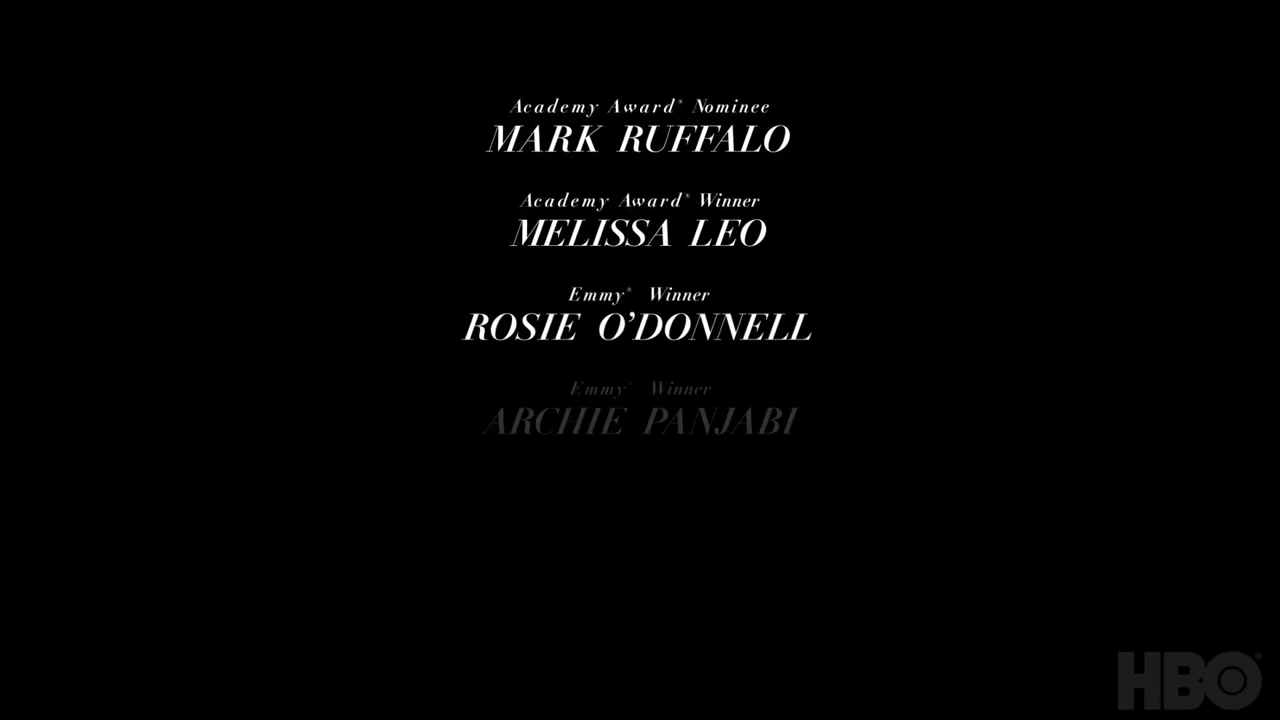 Academy Award® Nominee
MARK RUFFALO
Academy Award® Winner
MELISSA LEO
Emmy® Winner
ROSIE O’DONNELL
Emmy® Winner
ARCHIE PANJABI
HBO®